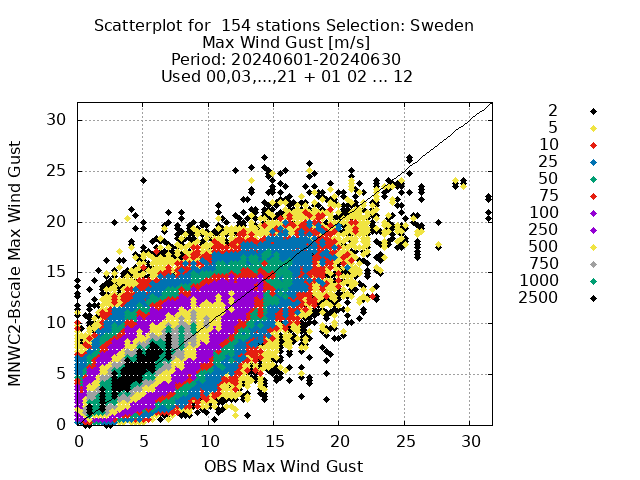 Scatterplot for  154 stations Selection: Sweden
Max Wind Gust [m/s]
Period: 20240601-20240630
Used 00,03,...,21 + 01 02 ... 12
MNWC2-Bscale Max Wind Gust
30
25
20
15
10
5
0
0 5 10 15 20 25 30
OBS Max Wind Gust
2
5
10
25
50
75
100
250
500
750
1000
2500